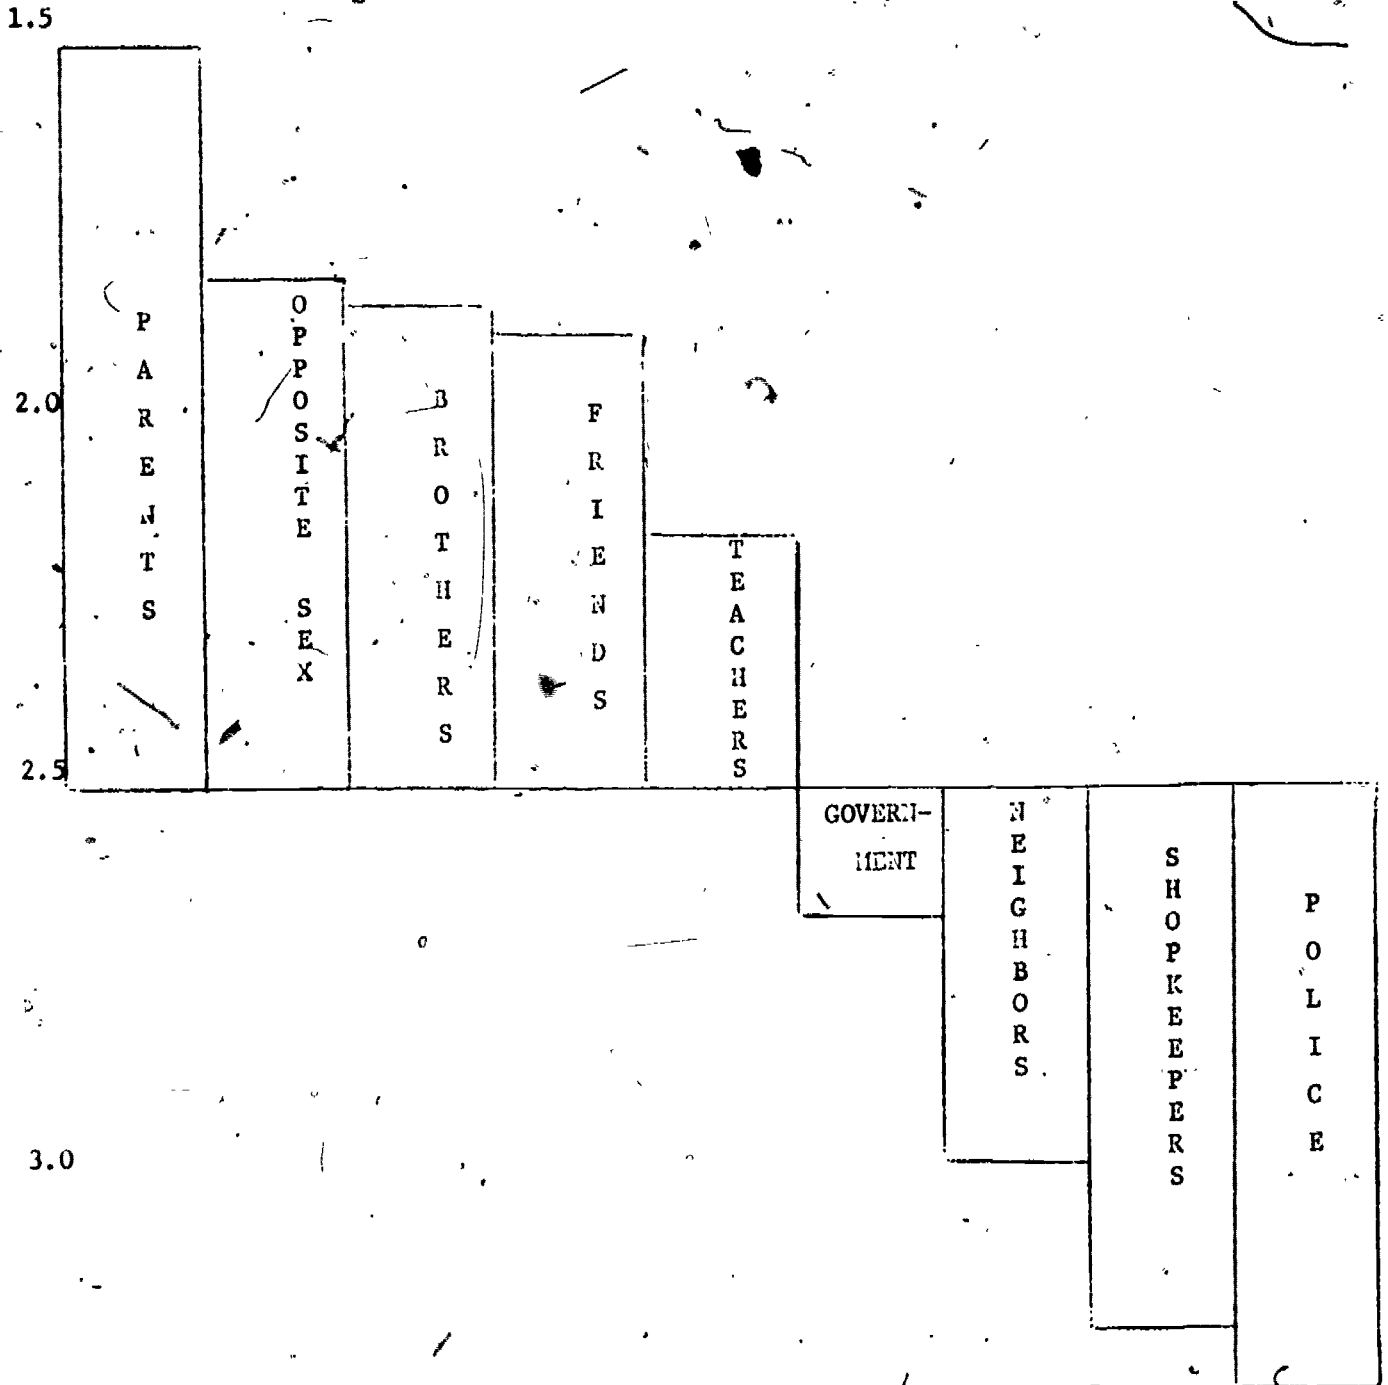 1.5
PARENTS
OPPOSITE SEX
BROTHERS
FRIENDS
TEACHERS
2.0
2.5
GOVERN-
MENT
NEIGHBORS
SHOPKEEPERS
POLICE
3.0